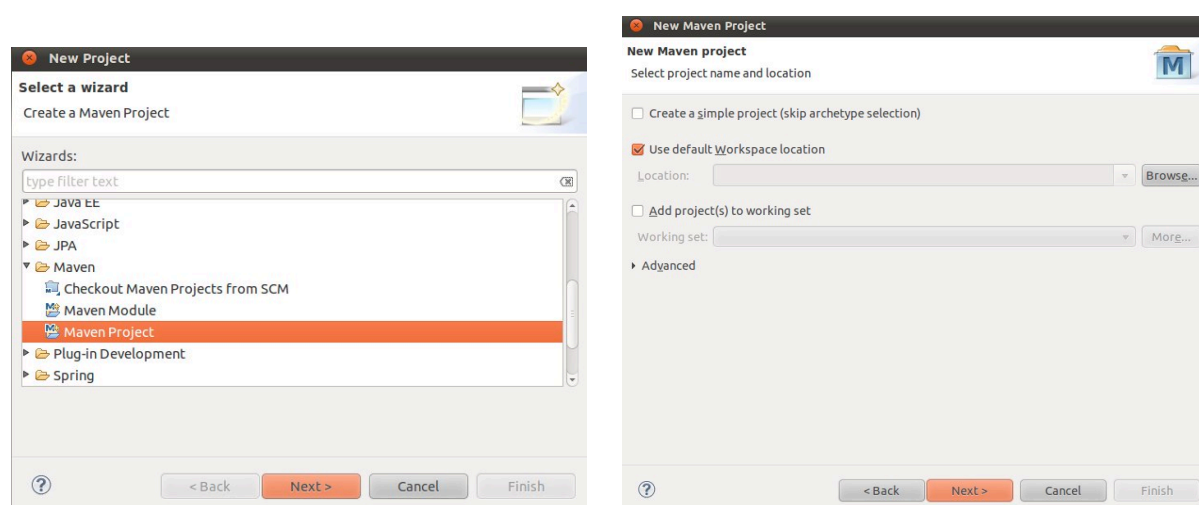 New Project
Select a wizard
Create a Maven Project
Wizards:
type filter text
Java EE
JavaScript
JPA
Maven
Checkout Maven Projects from SCM
Maven Module
Maven Project
Plug-in Development
Spring
< Back Next > Cancel Finish
New Maven Project
New Maven project
Select project name and location
M
Create a simple project (skip archetype selection)
Use default Workspace location
Location: Browse...
Add project(s) to working set
Working set: More...
Advanced
< Back Next > Cancel Finish